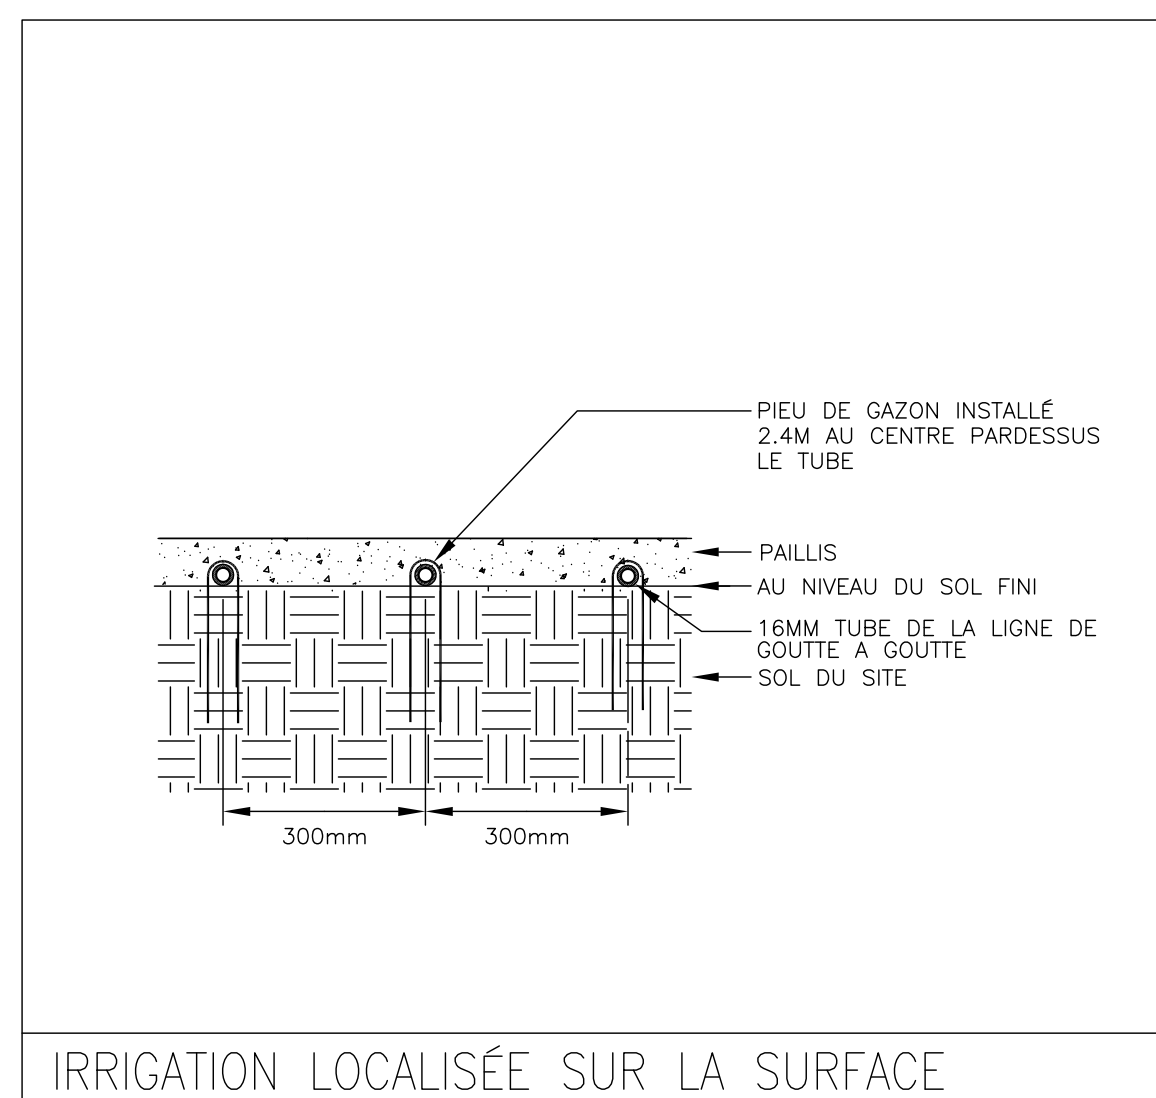 PIEU DE GAZON INSTALLÉ
2.4M AU CENTRE PARDESSUS
LE TUBE
PAILLIS
AU NIVEAU DU SOL FINI
16MM TUBE DE LA LIGNE DE
GOUTTE A GOUTTE
SOL DU SITE
300mm 300mm
IRRIGATION LOCALISÉE SUR LA SURFACE